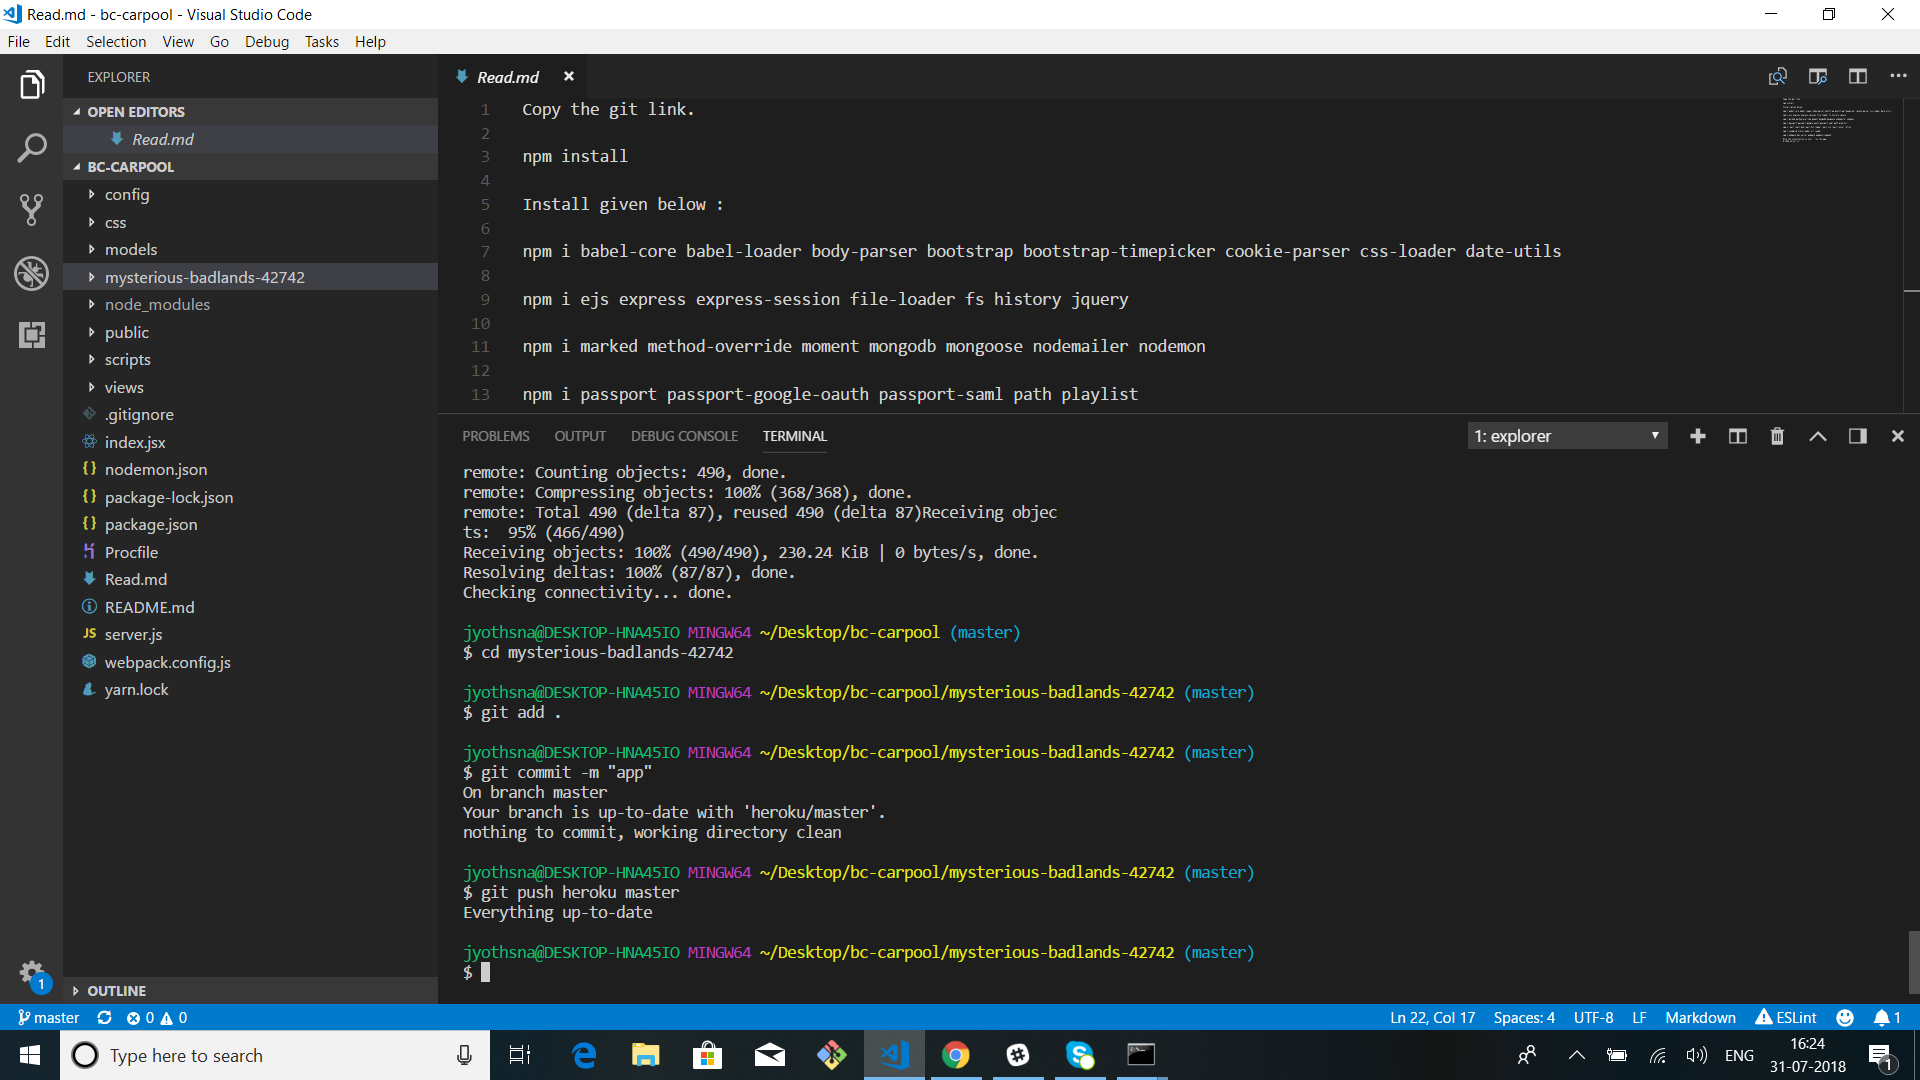 Read.md - bc-carpool - Visual Studio Code
File Edit Selection View Go Debug Tasks Help
EXPLORER
OPEN EDITORS
Read.md
BC-CARPOOL
config
css
models
mysterious-badlands-42742
node_modules
public
scripts
views
.gitignore
index.jsx
nodemon.json
package-lock.json
package.json
Procfile
Read.md
README.md
server.js
webpack.config.js
yarn.lock
OUTLINE
Read.md
1 Copy the git link.
2
3 npm install
4
5 Install given below :
6
7 npm i babel-core babel-loader body-parser bootstrap bootstrap-timepicker cookie-parser css-loader date-utils
8
9 npm i ejs express express-session file-loader fs history jquery
10
11 npm i marked method-override moment mongodb mongoose nodemailer nodemon
12
13 npm i passport passport-google-oauth passport-saml path playlist
PROBLEMS OUTPUT DEBUG CONSOLE TERMINAL 1: explorer
remote: Counting objects: 490, done.
remote: Compressing objects: 100% (368/368), done.
remote: Total 490 (delta 87), reused 490 (delta 87)Receiving objec
ts:  95% (466/490)
Receiving objects: 100% (490/490), 230.24 KiB | 0 bytes/s, done.
Resolving deltas: 100% (87/87), done.
Checking connectivity... done.
jyothsna@DESKTOP-HNA45IO MINGW64 ~/Desktop/bc-carpool (master)
$ cd mysterious-badlands-42742
jyothsna@DESKTOP-HNA45IO MINGW64 ~/Desktop/bc-carpool/mysterious-badlands-42742 (master)
$ git add .
jyothsna@DESKTOP-HNA45IO MINGW64 ~/Desktop/bc-carpool/mysterious-badlands-42742 (master)
$ git commit -m "app"
On branch master
Your branch is up-to-date with 'heroku/master'.
nothing to commit, working directory clean
jyothsna@DESKTOP-HNA45IO MINGW64 ~/Desktop/bc-carpool/mysterious-badlands-42742 (master)
$ git push heroku master
Everything up-to-date
jyothsna@DESKTOP-HNA45IO MINGW64 ~/Desktop/bc-carpool/mysterious-badlands-42742 (master)
$
1
master 0 0 Ln 22, Col 17 Spaces: 4 UTF-8 LF Markdown ESLint 1
Type here to search
ENG
16:24
31-07-2018
1